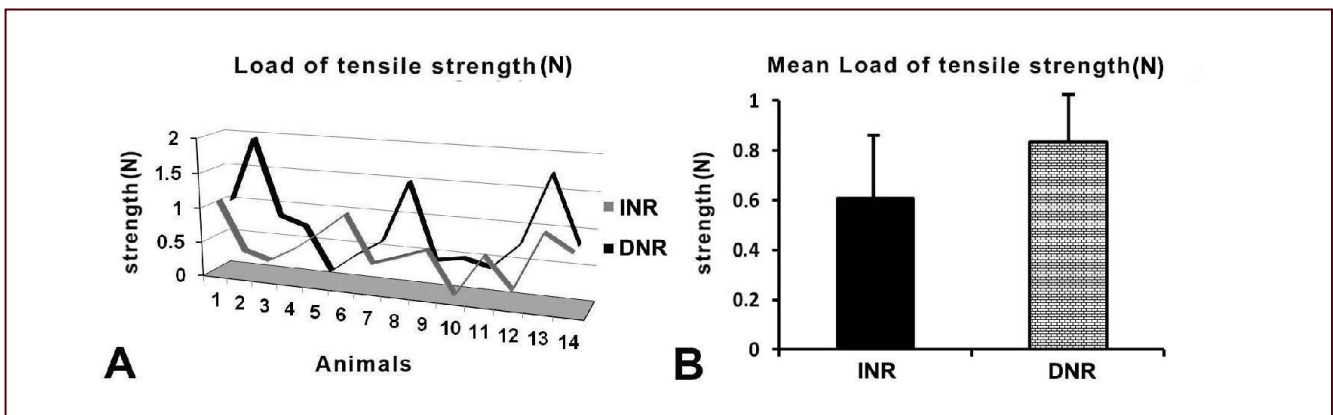 Load of tensile strength(N)
strength(N)
2
1.5
1
0.5
0
1 2 3 4 5 6 7 8 9 10 11 12 13 14
Animals
INR
DNR
A
Mean Load of tensile strength(N)
strength(N)
1
0.8
0.6
0.4
0.2
0
INR DNR
B